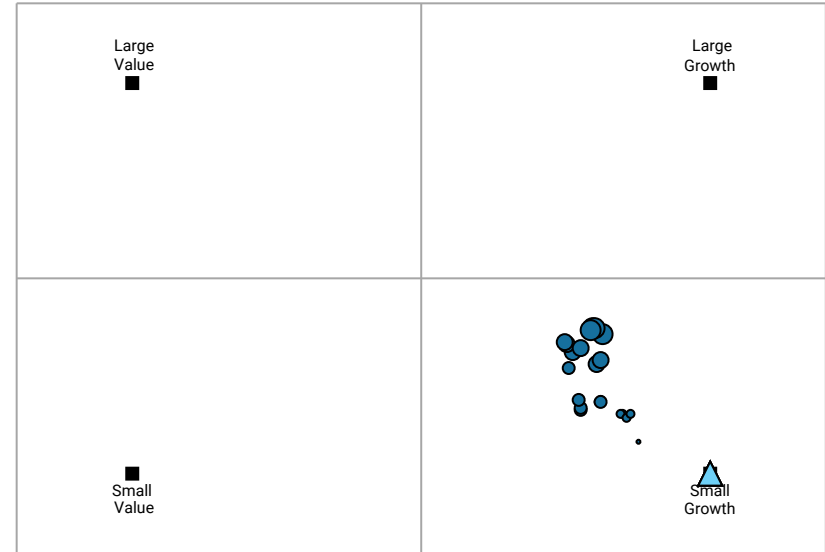 Large
Value
Large
Growth
Small
Value
Small
Growth